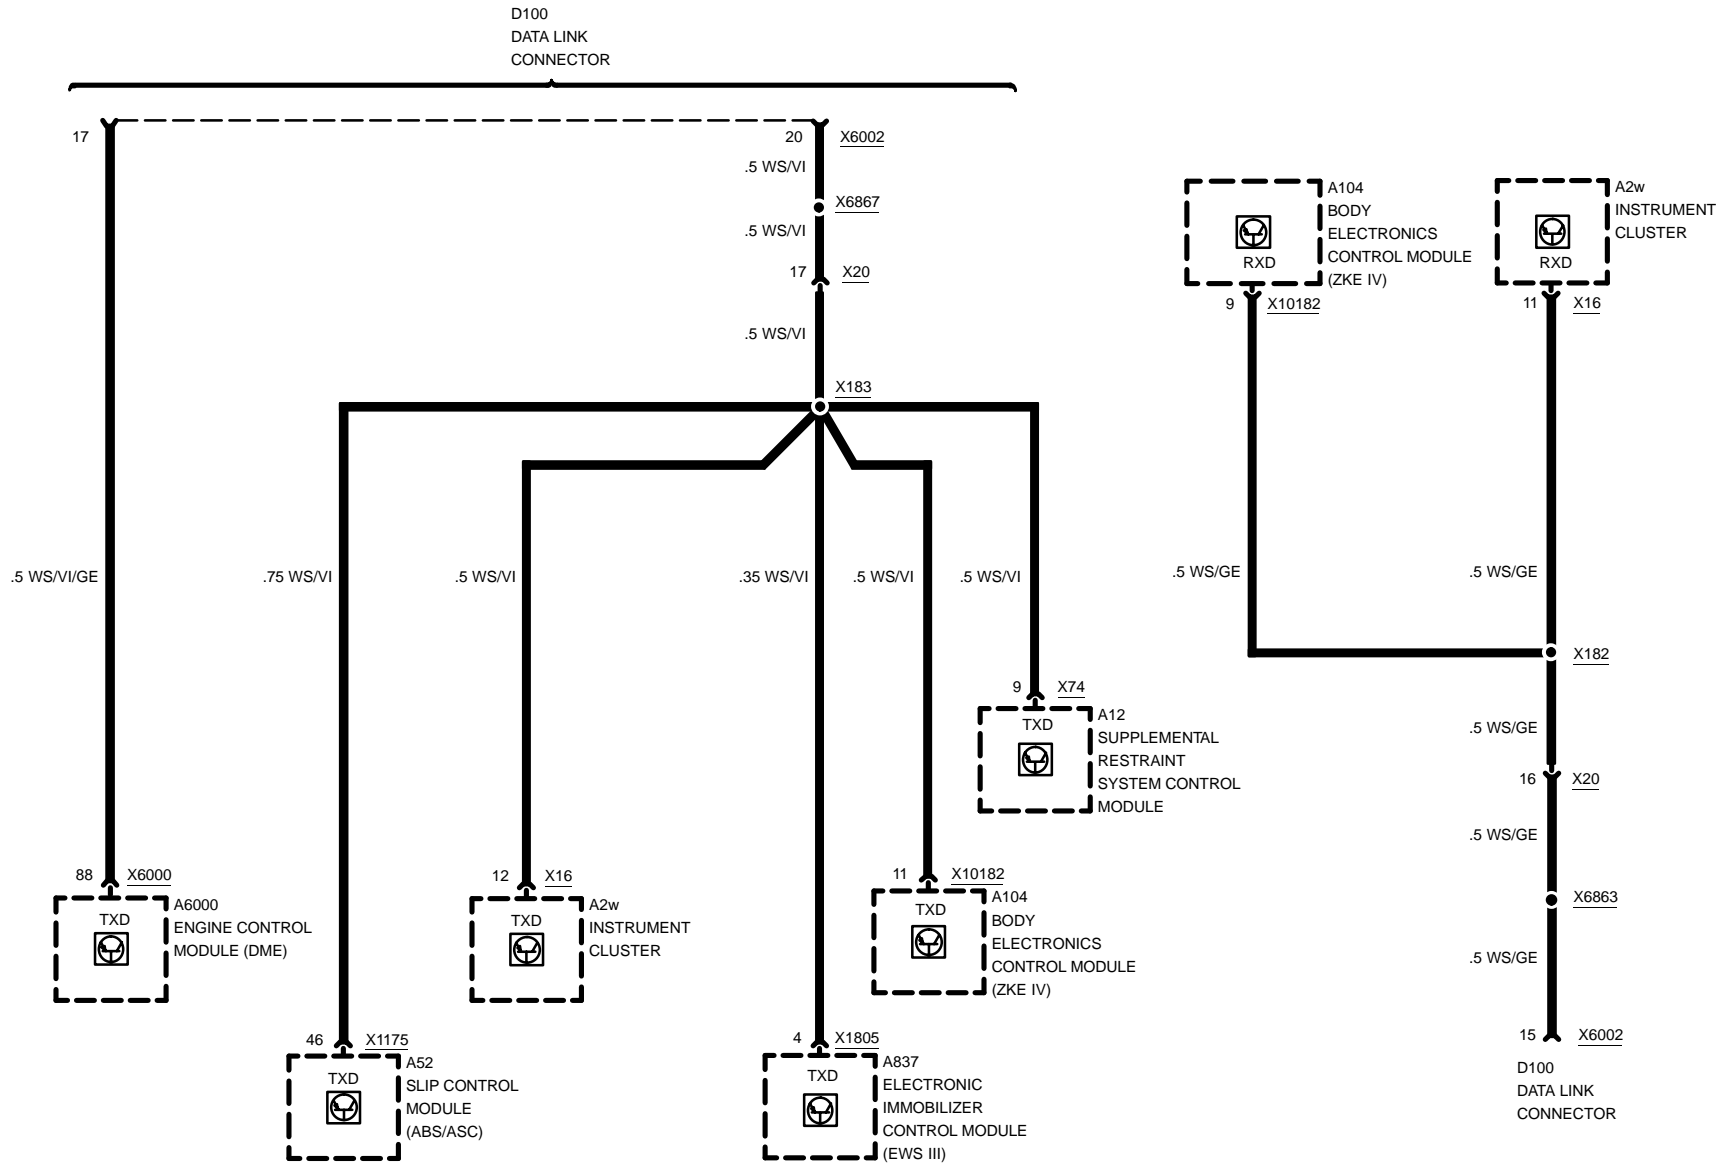 D100
DATA LINK
CONNECTOR
17
20
X6002
.5 WS/VI
X6867
.5 WS/VI
17
X20
.5 WS/VI
X183
.5 WS/VI/GE
.75 WS/VI
.5 WS/VI
.35 WS/VI
.5 WS/VI
.5 WS/VI
9
X74
TXD
A12
SUPPLEMENTAL
RESTRAINT
SYSTEM CONTROL
MODULE
88
X6000
TXD
A6000
ENGINE CONTROL
MODULE (DME)
12
X16
TXD
A2w
INSTRUMENT
CLUSTER
11
X10182
TXD
A104
BODY
ELECTRONICS
CONTROL MODULE
(ZKE IV)
46
X1175
TXD
A52
SLIP CONTROL
MODULE
(ABS/ASC)
4
X1805
TXD
A837
ELECTRONIC
IMMOBILIZER
CONTROL MODULE
(EWS III)
RXD
A104
BODY
ELECTRONICS
CONTROL MODULE
(ZKE IV)
9
X10182
RXD
A2w
INSTRUMENT
CLUSTER
11
X16
.5 WS/GE
.5 WS/GE
X182
.5 WS/GE
16
X20
.5 WS/GE
X6863
.5 WS/GE
15
X6002
D100
DATA LINK
CONNECTOR